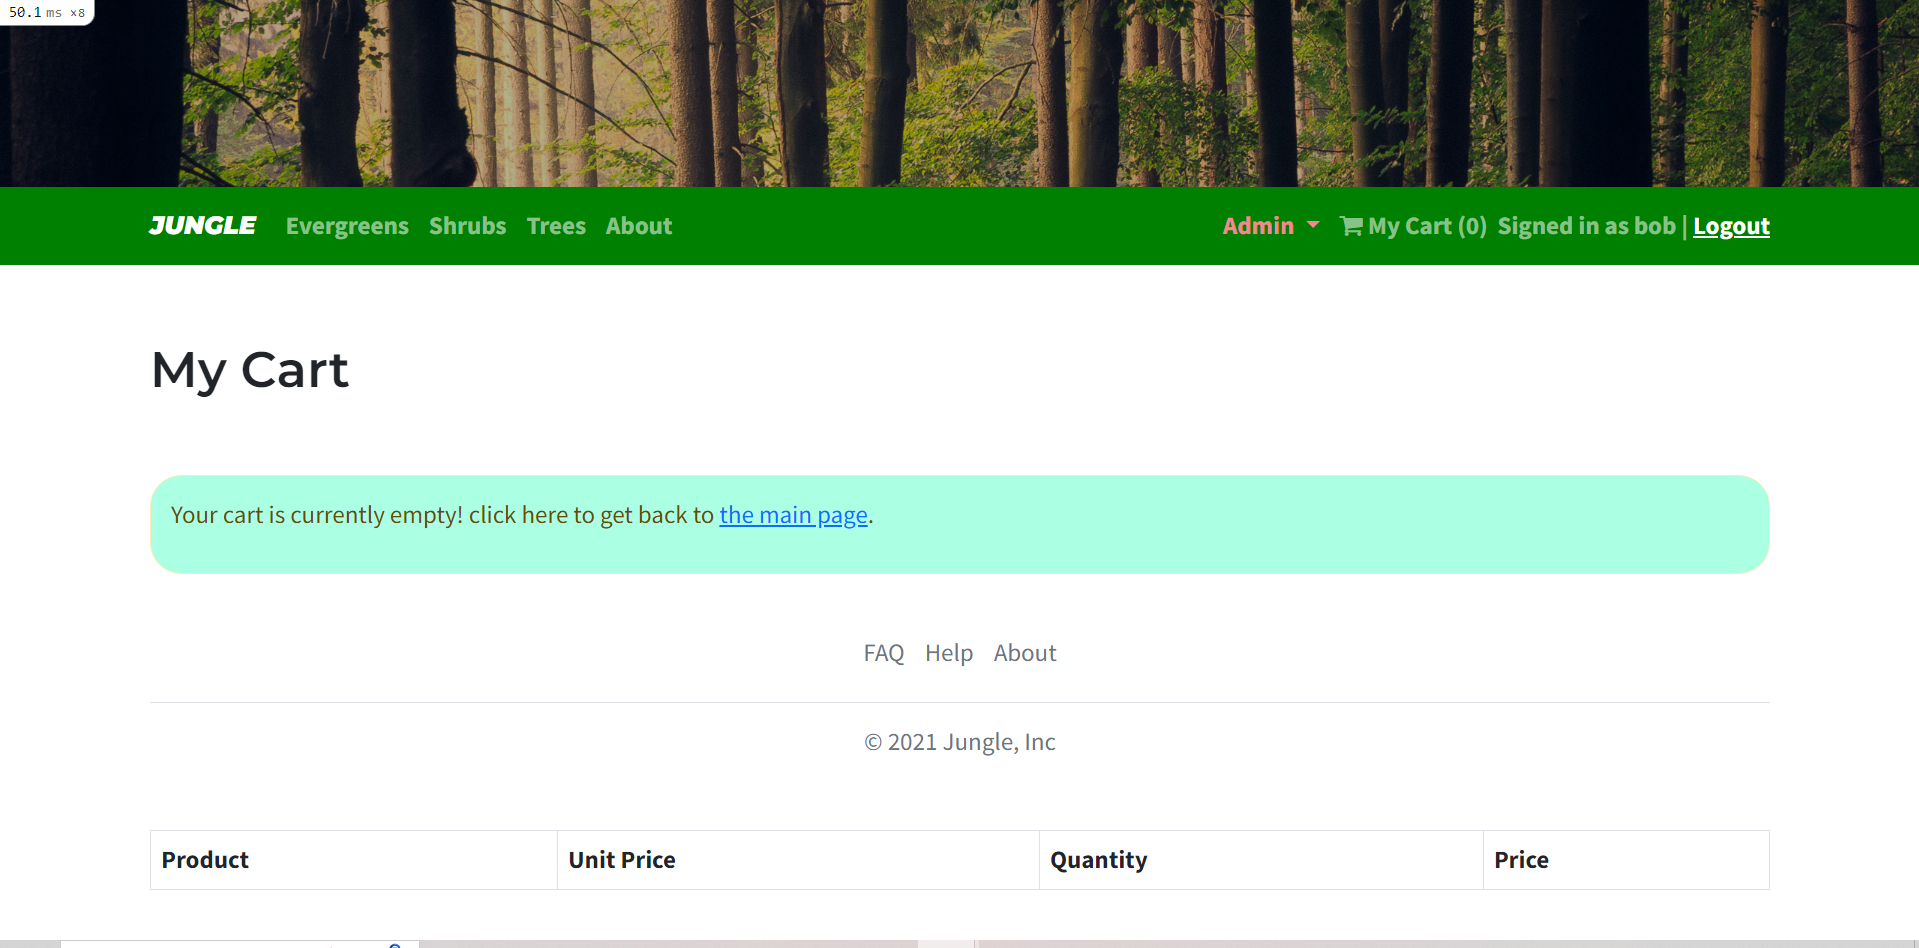 50.1 ms ×8
JUNGLE Evergreens Shrubs Trees About Admin My Cart (0) Signed in as bob | Logout
My Cart
Your cart is currently empty! click here to get back to the main page.
FAQ Help About
© 2021 Jungle, Inc
Product Unit Price Quantity Price